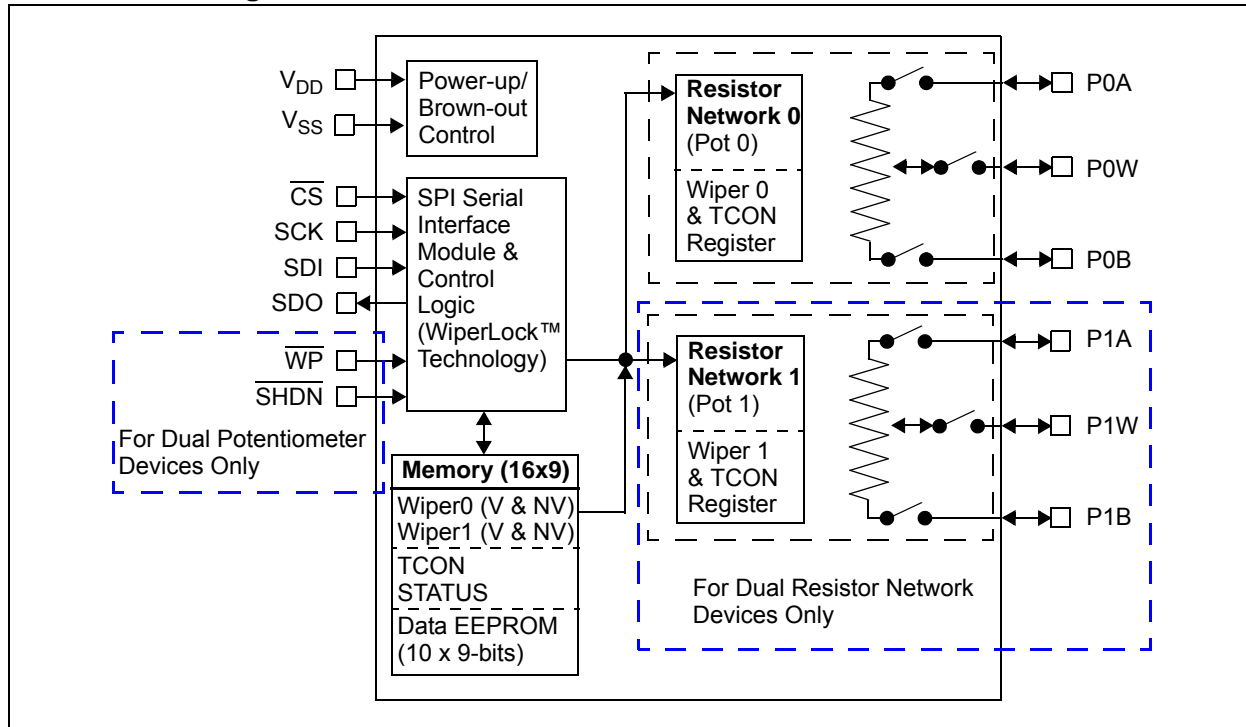 V_DD
V_SS
CS
SCK
SDI
SDO
WP
SHDN
For Dual Potentiometer
Devices Only
Power-up/
Brown-out
Control
SPI Serial
Interface
Module &
Control
Logic
(WiperLock™
Technology)
Memory (16x9)
Wiper0 (V & NV)
Wiper1 (V & NV)
TCON
STATUS
Data EEPROM
(10 x 9-bits)
Resistor
Network 0
(Pot 0)
Wiper 0
& TCON
Register
P0A
P0W
P0B
Resistor
Network 1
(Pot 1)
Wiper 1
& TCON
Register
P1A
P1W
P1B
For Dual Resistor Network
Devices Only